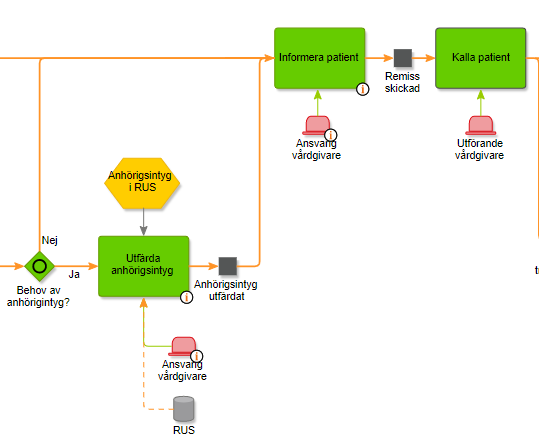 Informera patient
Kalla patient
Remiss
skickad
Ansvarig
vårdgivare
Utförande
vårdgivare
Anhörigsintyg
i RUS
Nej
Utfärda
anhörigsintyg
Ja
Behov av
anhörigintyg?
Anhörigsintyg
utfärdat
Ansvarig
vårdgivare
RUS